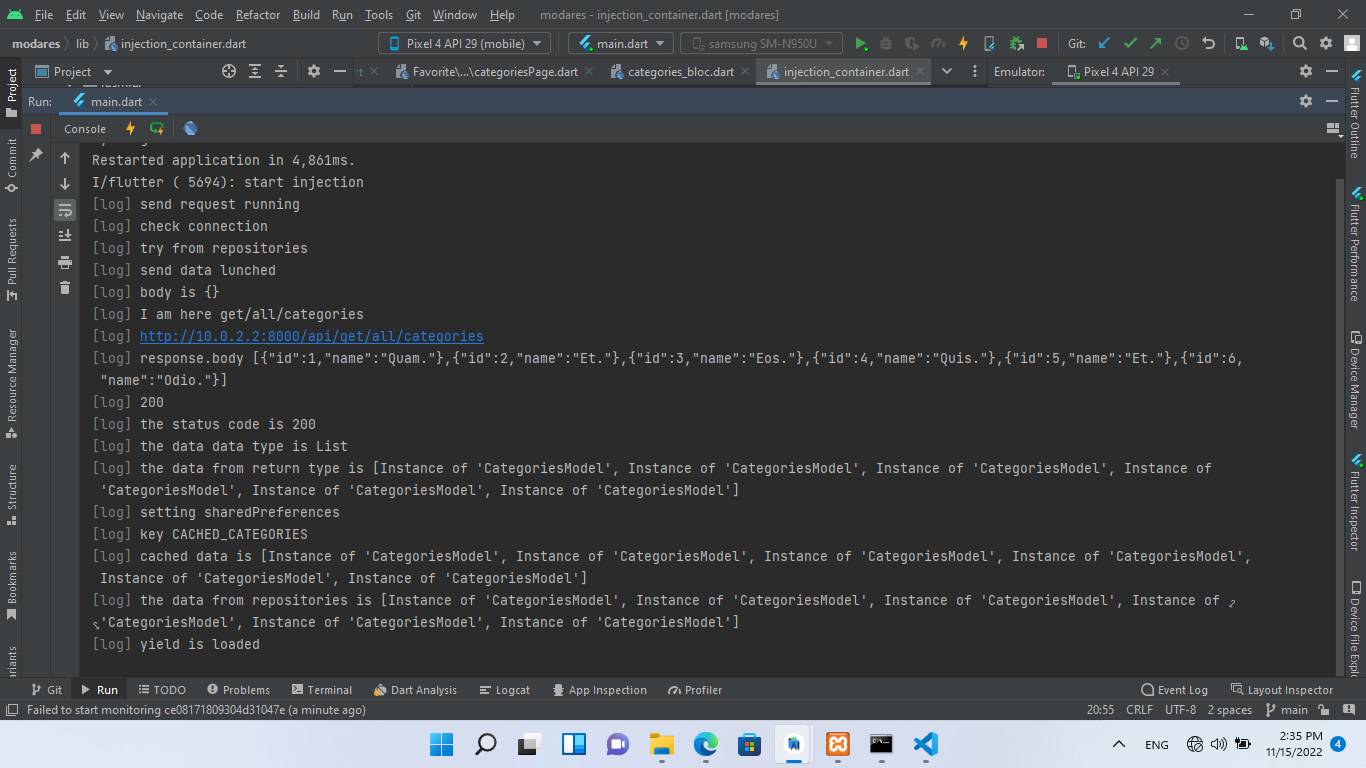 File Edit View Navigate Code Refactor Build Run Tools Git Window Help modares - injection_container.dart [modares]
modares lib injection_container.dart Pixel 4 API 29 (mobile) main.dart samsung SM-N950U Git:
Project Favorite\...\categoriesPage.dart categories_bloc.dart injection_container.dart Emulator: Pixel 4 API 29
Run: main.dart
Console
Restarted application in 4,861ms.
I/flutter ( 5694): start injection
[log] send request running
[log] check connection
[log] try from repositories
[log] send data lunched
[log] body is {}
[log] I am here get/all/categories
[log] http://10.0.2.2:8000/api/get/all/categories
[log] response.body [{"id":1,"name":"Quam."},{"id":2,"name":"Et."},{"id":3,"name":"Eos."},{"id":4,"name":"Quis."},{"id":5,"name":"Et."},{"id":6,
"name":"Odio."}]
[log] 200
[log] the status code is 200
[log] the data data type is List
[log] the data from return type is [Instance of 'CategoriesModel', Instance of 'CategoriesModel', Instance of 'CategoriesModel', Instance of
'CategoriesModel', Instance of 'CategoriesModel', Instance of 'CategoriesModel']
[log] setting sharedPreferences
[log] key CACHED_CATEGORIES
[log] cached data is [Instance of 'CategoriesModel', Instance of 'CategoriesModel', Instance of 'CategoriesModel', Instance of 'CategoriesModel',
Instance of 'CategoriesModel', Instance of 'CategoriesModel']
[log] the data from repositories is [Instance of 'CategoriesModel', Instance of 'CategoriesModel', Instance of 'CategoriesModel', Instance of
'CategoriesModel', Instance of 'CategoriesModel', Instance of 'CategoriesModel']
[log] yield is loaded
Project
Commit
Pull Requests
Resource Manager
Structure
Bookmarks
Flutter Outline
Flutter Performance
Device Manager
Flutter Inspector
Device File Explo
Git Run TODO Problems Terminal Dart Analysis Logcat App Inspection Profiler Event Log Layout Inspector
Failed to start monitoring ce08171809304d31047e (a minute ago) 20:55 CRLF UTF-8 2 spaces main
ENG 2:35 PM
11/15/2022 4